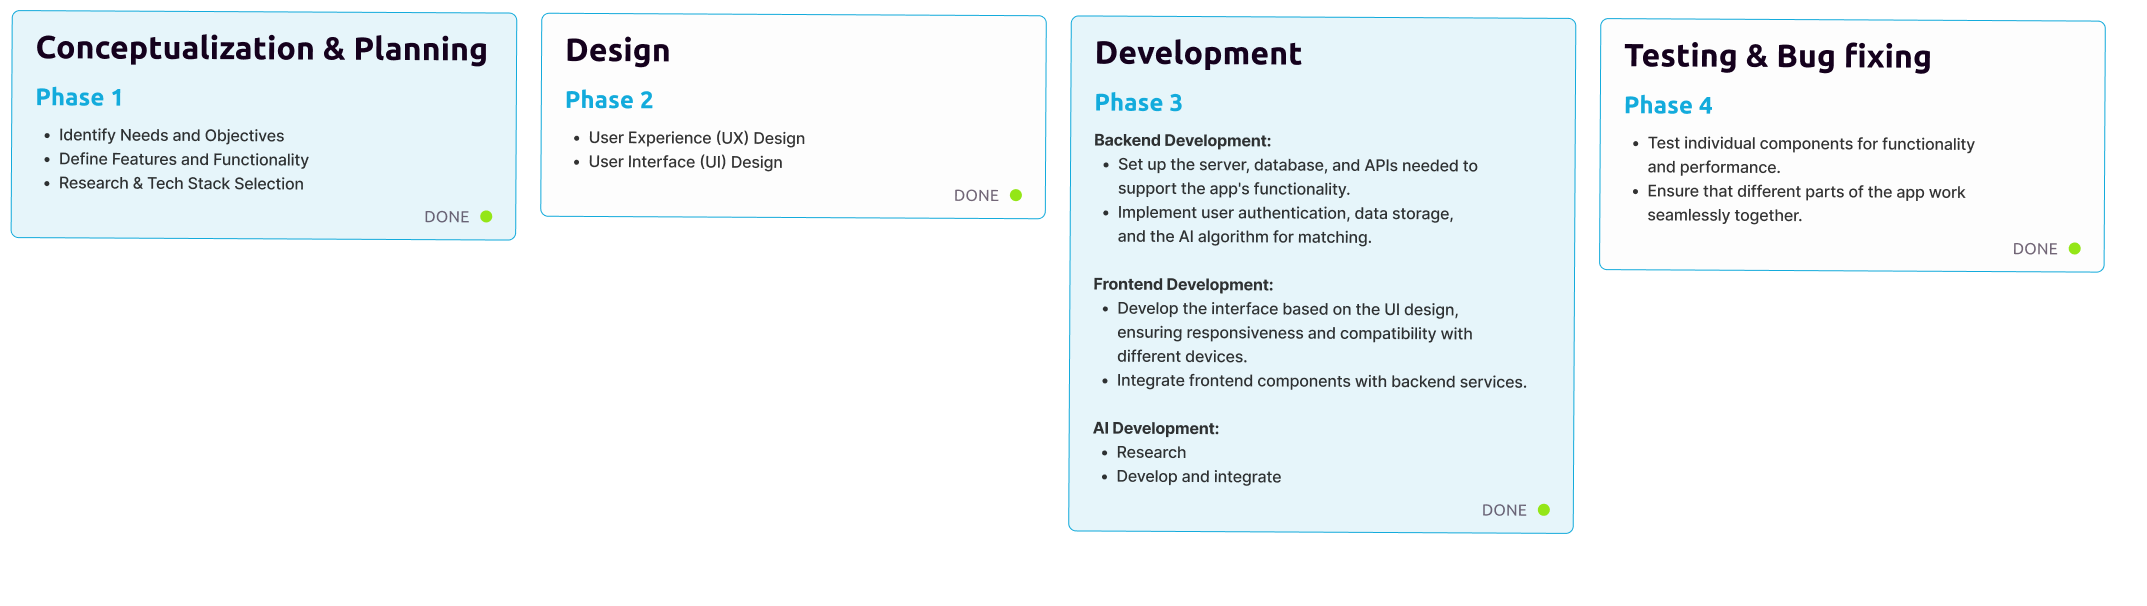 Conceptualization & Planning
Phase 1
• Identify Needs and Objectives
• Define Features and Functionality
• Research & Tech Stack Selection
DONE
Design
Phase 2
• User Experience (UX) Design
• User Interface (UI) Design
DONE
Development
Phase 3
Backend Development:
• Set up the server, database, and APIs needed to
support the app's functionality.
• Implement user authentication, data storage,
and the AI algorithm for matching.
Frontend Development:
• Develop the interface based on the UI design,
ensuring responsiveness and compatibility with
different devices.
• Integrate frontend components with backend services.
AI Development:
• Research
• Develop and integrate
DONE
Testing & Bug fixing
Phase 4
• Test individual components for functionality
and performance.
• Ensure that different parts of the app work
seamlessly together.
DONE